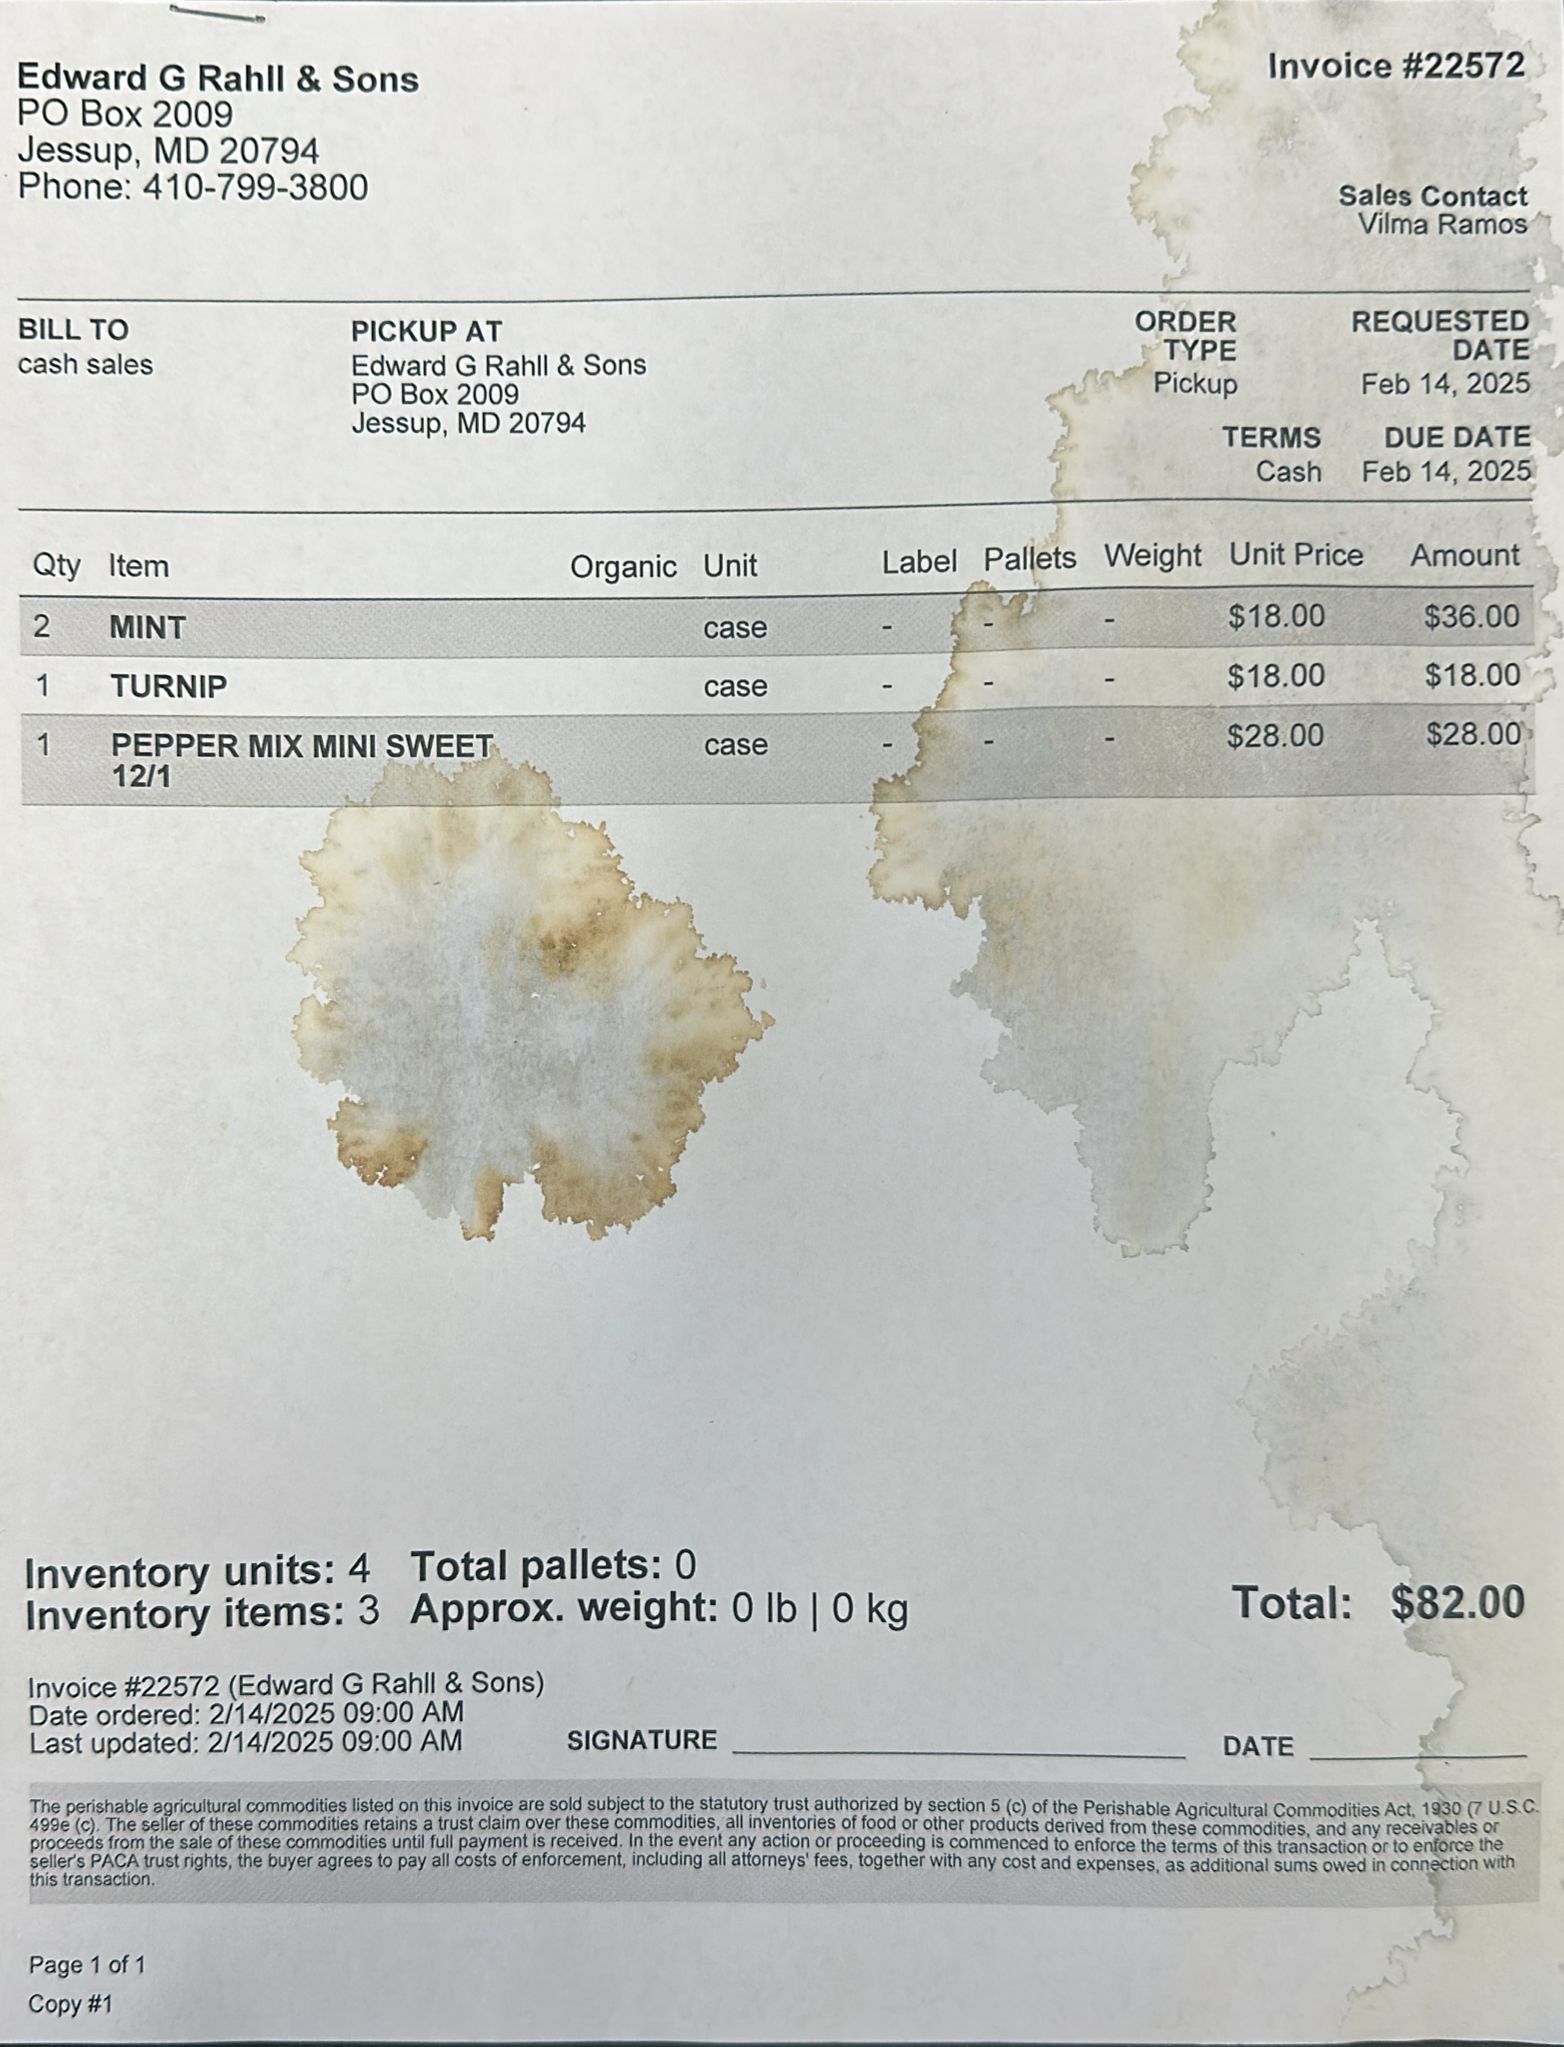 Edward G Rahll & Sons
PO Box 2009
Jessup, MD 20794
Phone: 410-799-3800
Invoice #22572
Sales Contact
Vilma Ramos
BILL TO
cash sales
PICKUP AT
Edward G Rahll & Sons
PO Box 2009
Jessup, MD 20794
ORDER TYPE
Pickup
REQUESTED DATE
Feb 14, 2025
TERMS
Cash
DUE DATE
Feb 14, 2025
Qty Item Organic Unit Label Pallets Weight Unit Price Amount
2 MINT case - - - $18.00 $36.00
1 TURNIP case - - - $18.00 $18.00
1 PEPPER MIX MINI SWEET case - - - $28.00 $28.00
12/1
Inventory units: 4 Total pallets: 0
Inventory items: 3 Approx. weight: 0 lb | 0 kg
Total: $82.00
Invoice #22572 (Edward G Rahll & Sons)
Date ordered: 2/14/2025 09:00 AM
Last updated: 2/14/2025 09:00 AM
SIGNATURE DATE
The perishable agricultural commodities listed on this invoice are sold subject to the statutory trust authorized by section 5 (c) of the Perishable Agricultural Commodities Act, 1930 (7 U.S.C.
499e (c). The seller of these commodities retains a trust claim over these commodities, all inventories of food or other products derived from these commodities, and any receivables or
proceeds from the sale of these commodities until full payment is received. In the event any action or proceeding is commenced to enforce the terms of this transaction or to enforce the
seller's PACA trust rights, the buyer agrees to pay all costs of enforcement, including all attorneys' fees, together with any cost and expenses, as additional sums owed in connection with
this transaction.
Page 1 of 1
Copy #1